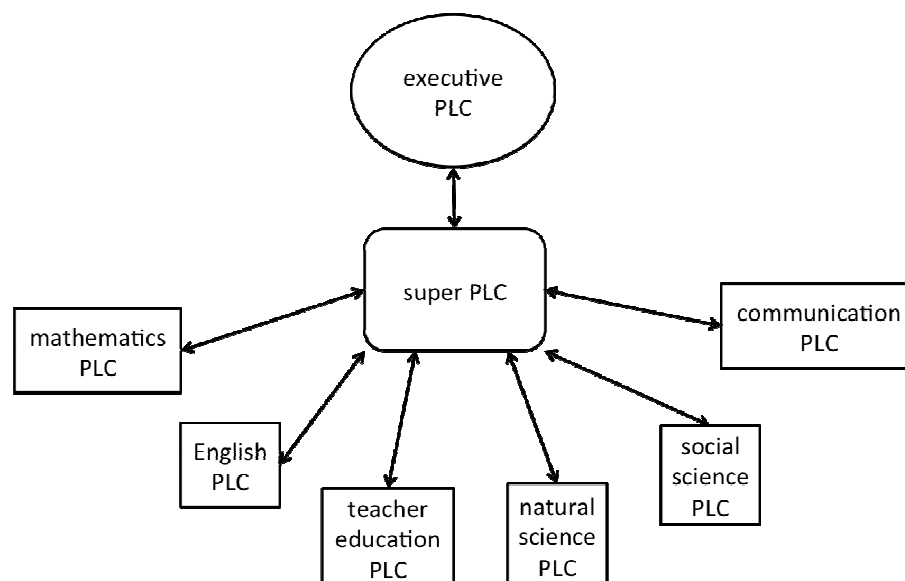 executive
PLC
super PLC
mathematics
PLC
communication
PLC
English
PLC
social
science
PLC
teacher
education
PLC
natural
science
PLC